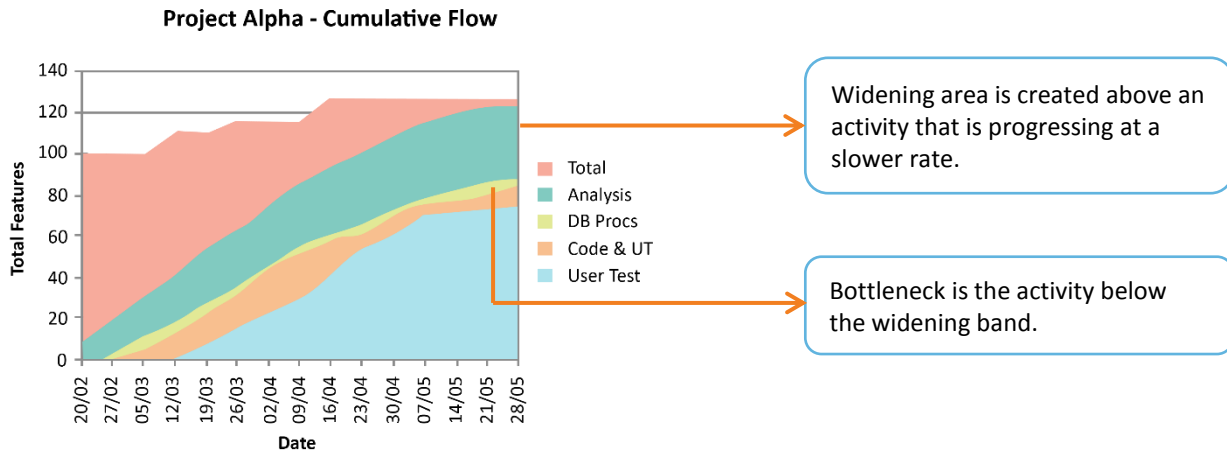 Project Alpha - Cumulative Flow
140
120
100
80
60
40
20
0
Total Features
20/02
27/02
05/03
12/03
19/03
26/03
02/04
09/04
16/04
23/04
30/04
07/05
14/05
21/05
28/05
Date
Total
Analysis
DB Procs
Code & UT
User Test
Widening area is created above an
activity that is progressing at a
slower rate.
Bottleneck is the activity below
the widening band.